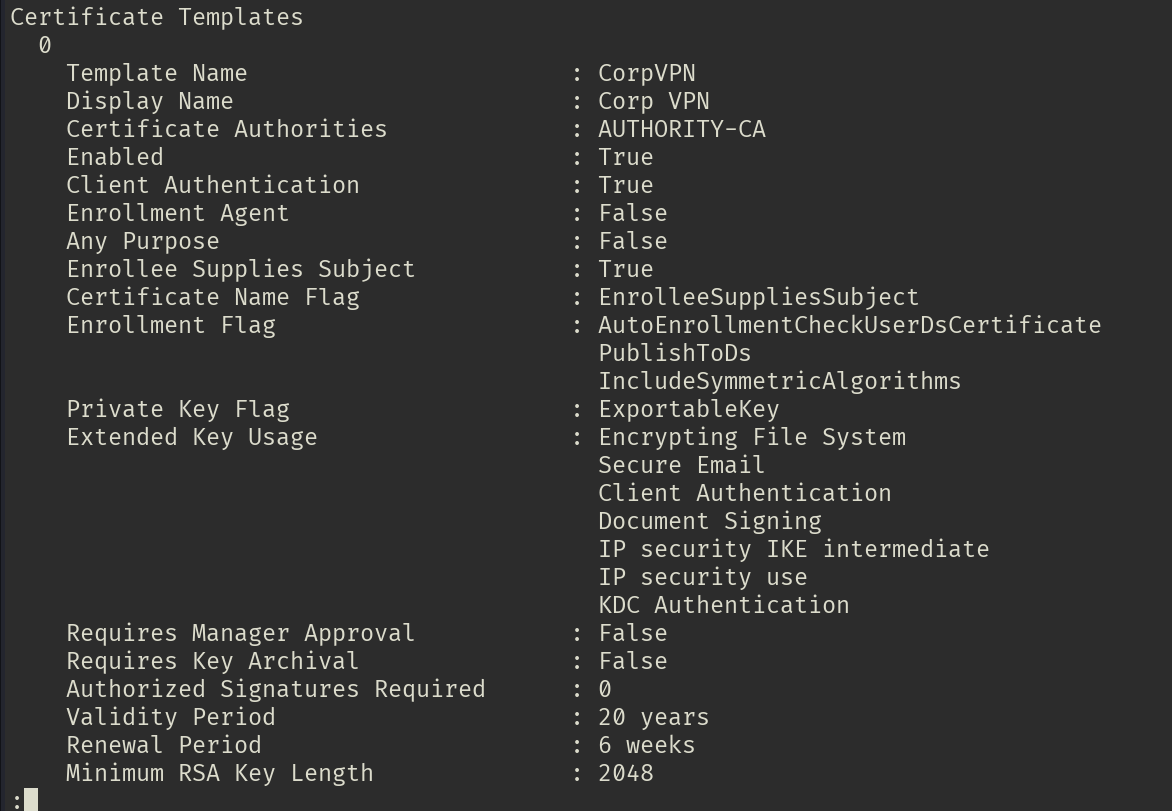 Certificate Templates
  0
    Template Name                       : CorpVPN
    Display Name                        : Corp VPN
    Certificate Authorities             : AUTHORITY-CA
    Enabled                             : True
    Client Authentication               : True
    Enrollment Agent                    : False
    Any Purpose                         : False
    Enrollee Supplies Subject           : True
    Certificate Name Flag               : EnrolleeSuppliesSubject
    Enrollment Flag                     : AutoEnrollmentCheckUserDsCertificate
                                          PublishToDs
                                          IncludeSymmetricAlgorithms
    Private Key Flag                    : ExportableKey
    Extended Key Usage                  : Encrypting File System
                                          Secure Email
                                          Client Authentication
                                          Document Signing
                                          IP security IKE intermediate
                                          IP security use
                                          KDC Authentication
    Requires Manager Approval           : False
    Requires Key Archival               : False
    Authorized Signatures Required      : 0
    Validity Period                     : 20 years
    Renewal Period                      : 6 weeks
    Minimum RSA Key Length              : 2048
: